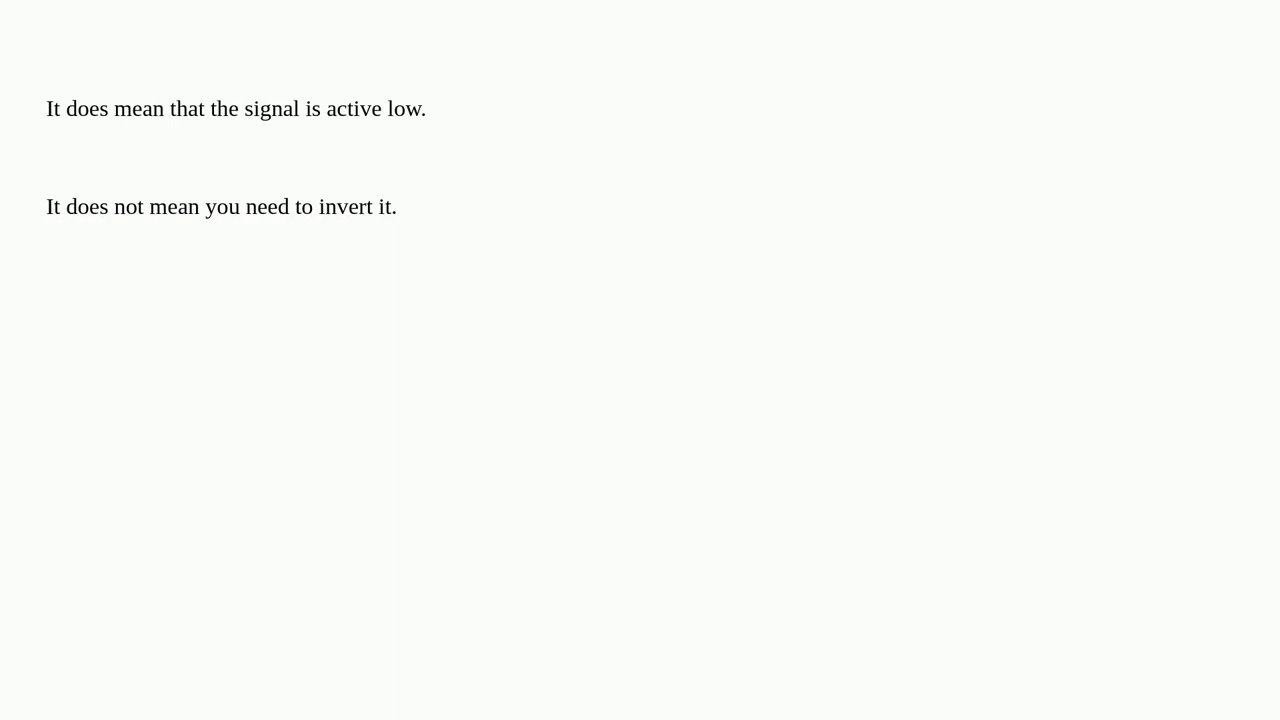 It does mean that the signal is active low.
It does not mean you need to invert it.